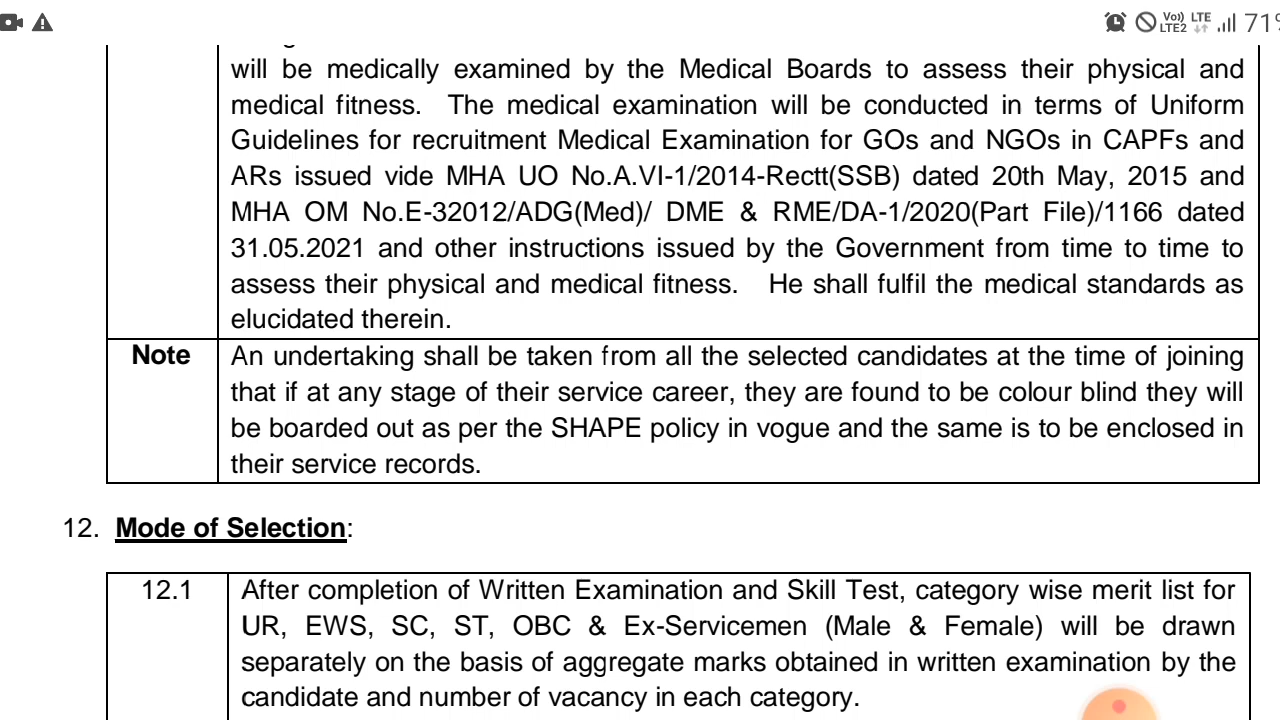 Vo)) LTE
LTE2
71%
will be medically examined by the Medical Boards to assess their physical and
medical fitness. The medical examination will be conducted in terms of Uniform
Guidelines for recruitment Medical Examination for GOs and NGOs in CAPFs and
ARs issued vide MHA UO No.A.VI-1/2014-Rectt(SSB) dated 20th May, 2015 and
MHA OM No.E-32012/ADG(Med)/ DME & RME/DA-1/2020(Part File)/1166 dated
31.05.2021 and other instructions issued by the Government from time to time to
assess their physical and medical fitness. He shall fulfil the medical standards as
elucidated therein.
Note
An undertaking shall be taken from all the selected candidates at the time of joining
that if at any stage of their service career, they are found to be colour blind they will
be boarded out as per the SHAPE policy in vogue and the same is to be enclosed in
their service records.
12. Mode of Selection:
12.1
After completion of Written Examination and Skill Test, category wise merit list for
UR, EWS, SC, ST, OBC & Ex-Servicemen (Male & Female) will be drawn
separately on the basis of aggregate marks obtained in written examination by the
candidate and number of vacancy in each category.